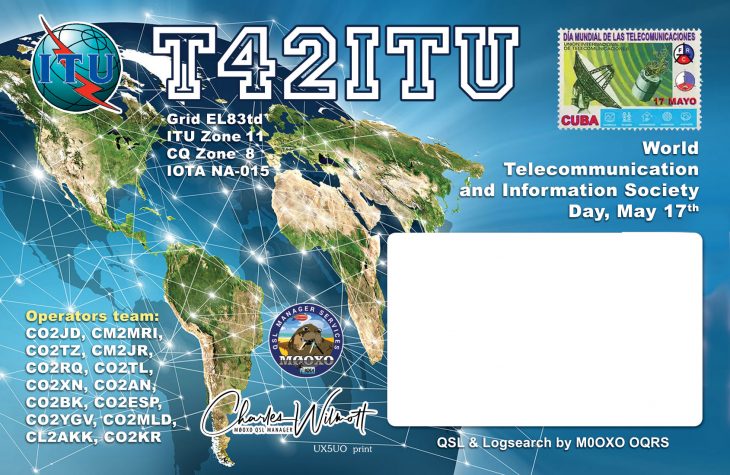 ITU
T42ITU
DÍA MUNDIAL DE LAS TELECOMUNICACIONES
UNION INTERNACIONAL
DE TELECOMUNICACIONES
F R C
17 MAYO
CUBA
Grid EL83td
ITU Zone 11
CQ Zone 8
IOTA NA-015
World
Telecommunication
and Information Society
Day, May 17th
Operators team:
CO2JD, CM2MRI,
CO2TZ, CM2JR,
CO2RQ, CO2TL,
CO2XN, CO2AN,
CO2BK, CO2ESP,
CO2YGV, CO2MLD,
CL2AKK, CO2KR
QSL MANAGER SERVICES
MØOXO
Charles Wilmott
MØOXO QSL MANAGER
UX5UO print
QSL & Logsearch by M0OXO OQRS